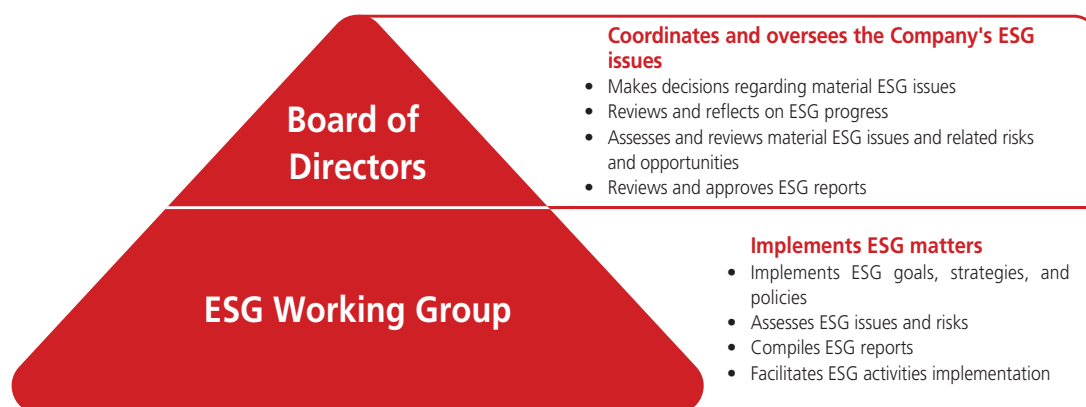 Board of
Directors
Coordinates and oversees the Company's ESG
issues
• Makes decisions regarding material ESG issues
• Reviews and reflects on ESG progress
• Assesses and reviews material ESG issues and related risks
and opportunities
• Reviews and approves ESG reports
ESG Working Group
Implements ESG matters
• Implements ESG goals, strategies, and
policies
• Assesses ESG issues and risks
• Compiles ESG reports
• Facilitates ESG activities implementation